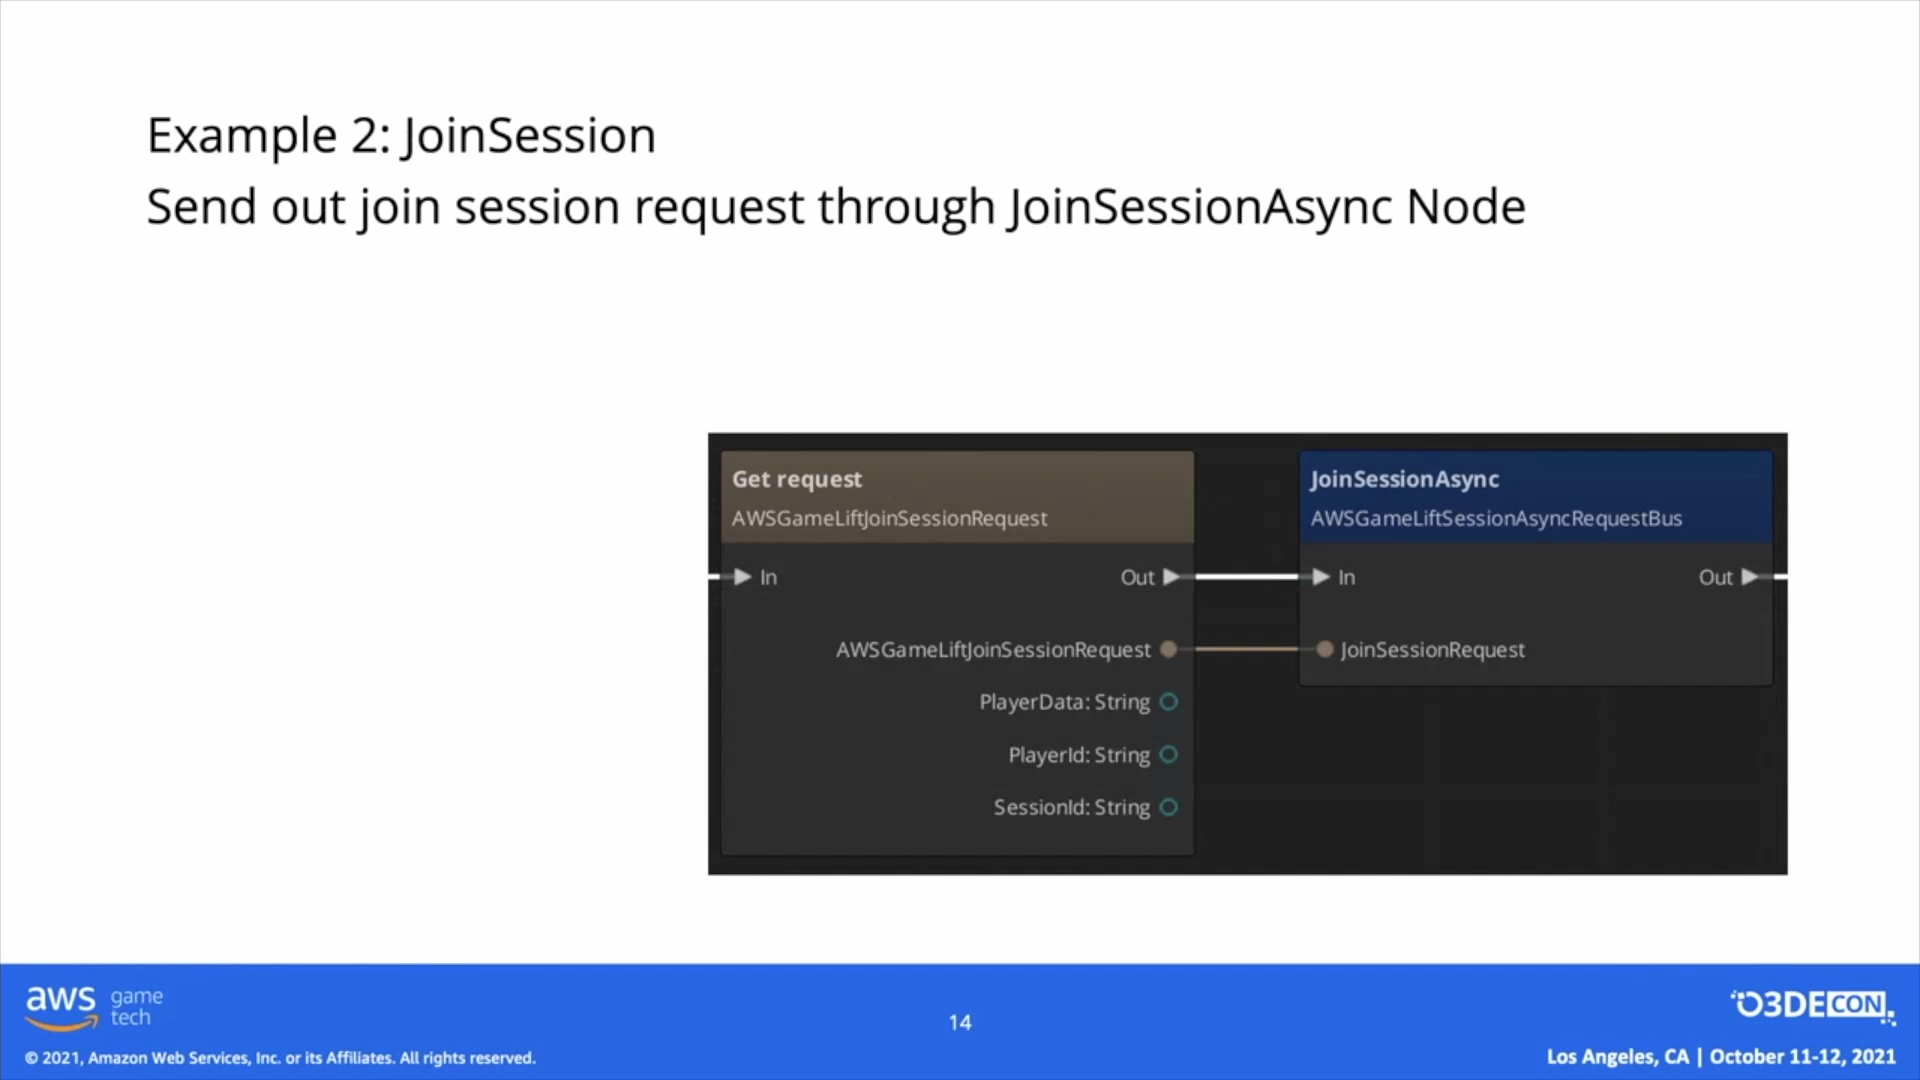 Example 2: JoinSession
Send out join session request through JoinSessionAsync Node
Get request
AWSGameLiftJoinSessionRequest
In
Out
AWSGameLiftJoinSessionRequest
PlayerData: String
PlayerId: String
SessionId: String
JoinSessionAsync
AWSGameLiftSessionAsyncRequestBus
In
Out
JoinSessionRequest
aws game
tech
14
O3DECON
© 2021, Amazon Web Services, Inc. or its Affiliates. All rights reserved.
Los Angeles, CA | October 11-12, 2021